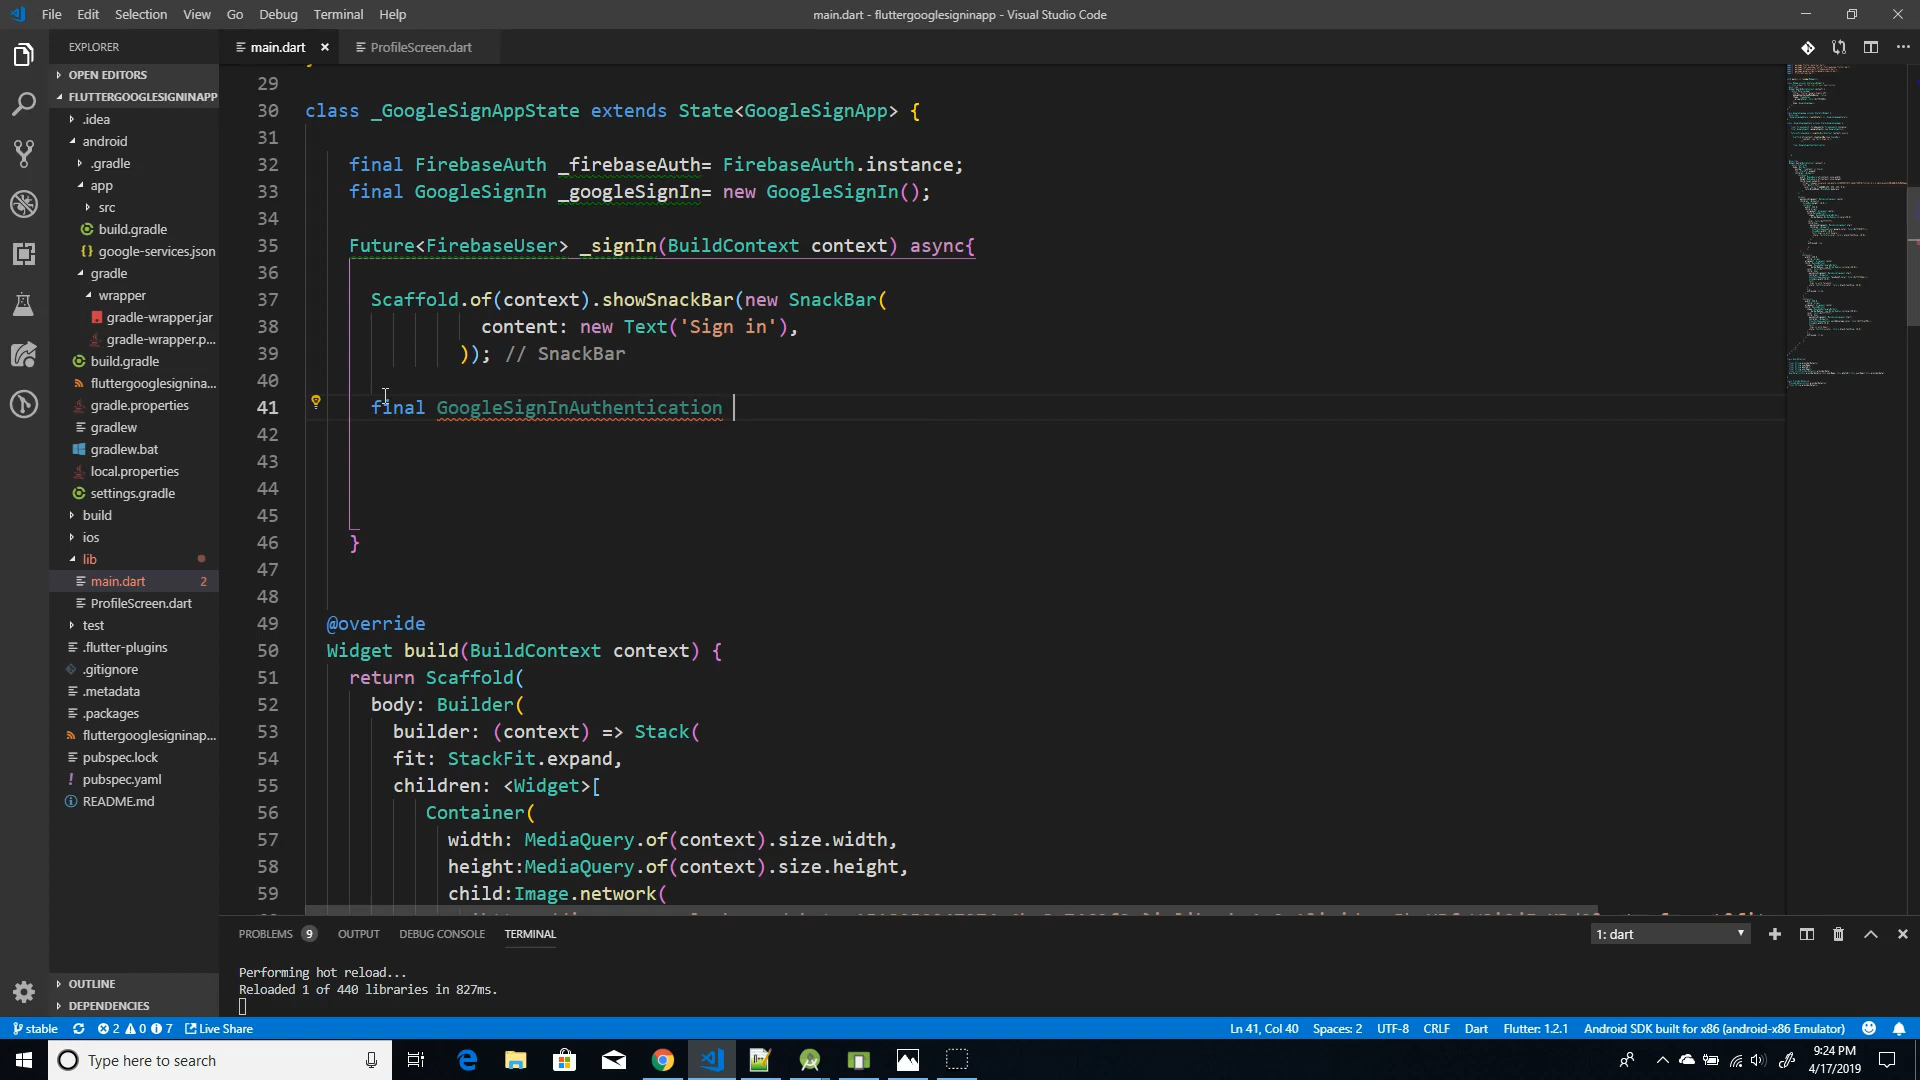 File Edit Selection View Go Debug Terminal Help
main.dart - fluttergooglesigninapp - Visual Studio Code
EXPLORER
OPEN EDITORS
FLUTTERGOOGLESIGNINAPP
.idea
android
.gradle
app
src
build.gradle
google-services.json
gradle
wrapper
gradle-wrapper.jar
gradle-wrapper.p...
build.gradle
fluttergooglesignina...
gradle.properties
gradlew
gradlew.bat
local.properties
settings.gradle
build
ios
lib
main.dart 2
ProfileScreen.dart
test
.flutter-plugins
.gitignore
.metadata
.packages
fluttergooglesigninap...
pubspec.lock
pubspec.yaml
README.md
OUTLINE
DEPENDENCIES
main.dart ProfileScreen.dart
29
30 class _GoogleSignAppState extends State<GoogleSignApp> {
31
32 final FirebaseAuth _firebaseAuth= FirebaseAuth.instance;
33 final GoogleSignIn _googleSignIn= new GoogleSignIn();
34
35 Future<FirebaseUser> _signIn(BuildContext context) async{
36
37 Scaffold.of(context).showSnackBar(new SnackBar(
38 content: new Text('Sign in'),
39 )); // SnackBar
40
41 final GoogleSignInAuthentication
42
43
44
45
46 }
47
48
49 @override
50 Widget build(BuildContext context) {
51 return Scaffold(
52 body: Builder(
53 builder: (context) => Stack(
54 fit: StackFit.expand,
55 children: <Widget>[
56 Container(
57 width: MediaQuery.of(context).size.width,
58 height:MediaQuery.of(context).size.height,
59 child:Image.network(
PROBLEMS 9 OUTPUT DEBUG CONSOLE TERMINAL 1: dart
Performing hot reload...
Reloaded 1 of 440 libraries in 827ms.
stable 2 0 7 Live Share Ln 41, Col 40 Spaces: 2 UTF-8 CRLF Dart Flutter: 1.2.1 Android SDK built for x86 (android-x86 Emulator)
Type here to search
9:24 PM
4/17/2019